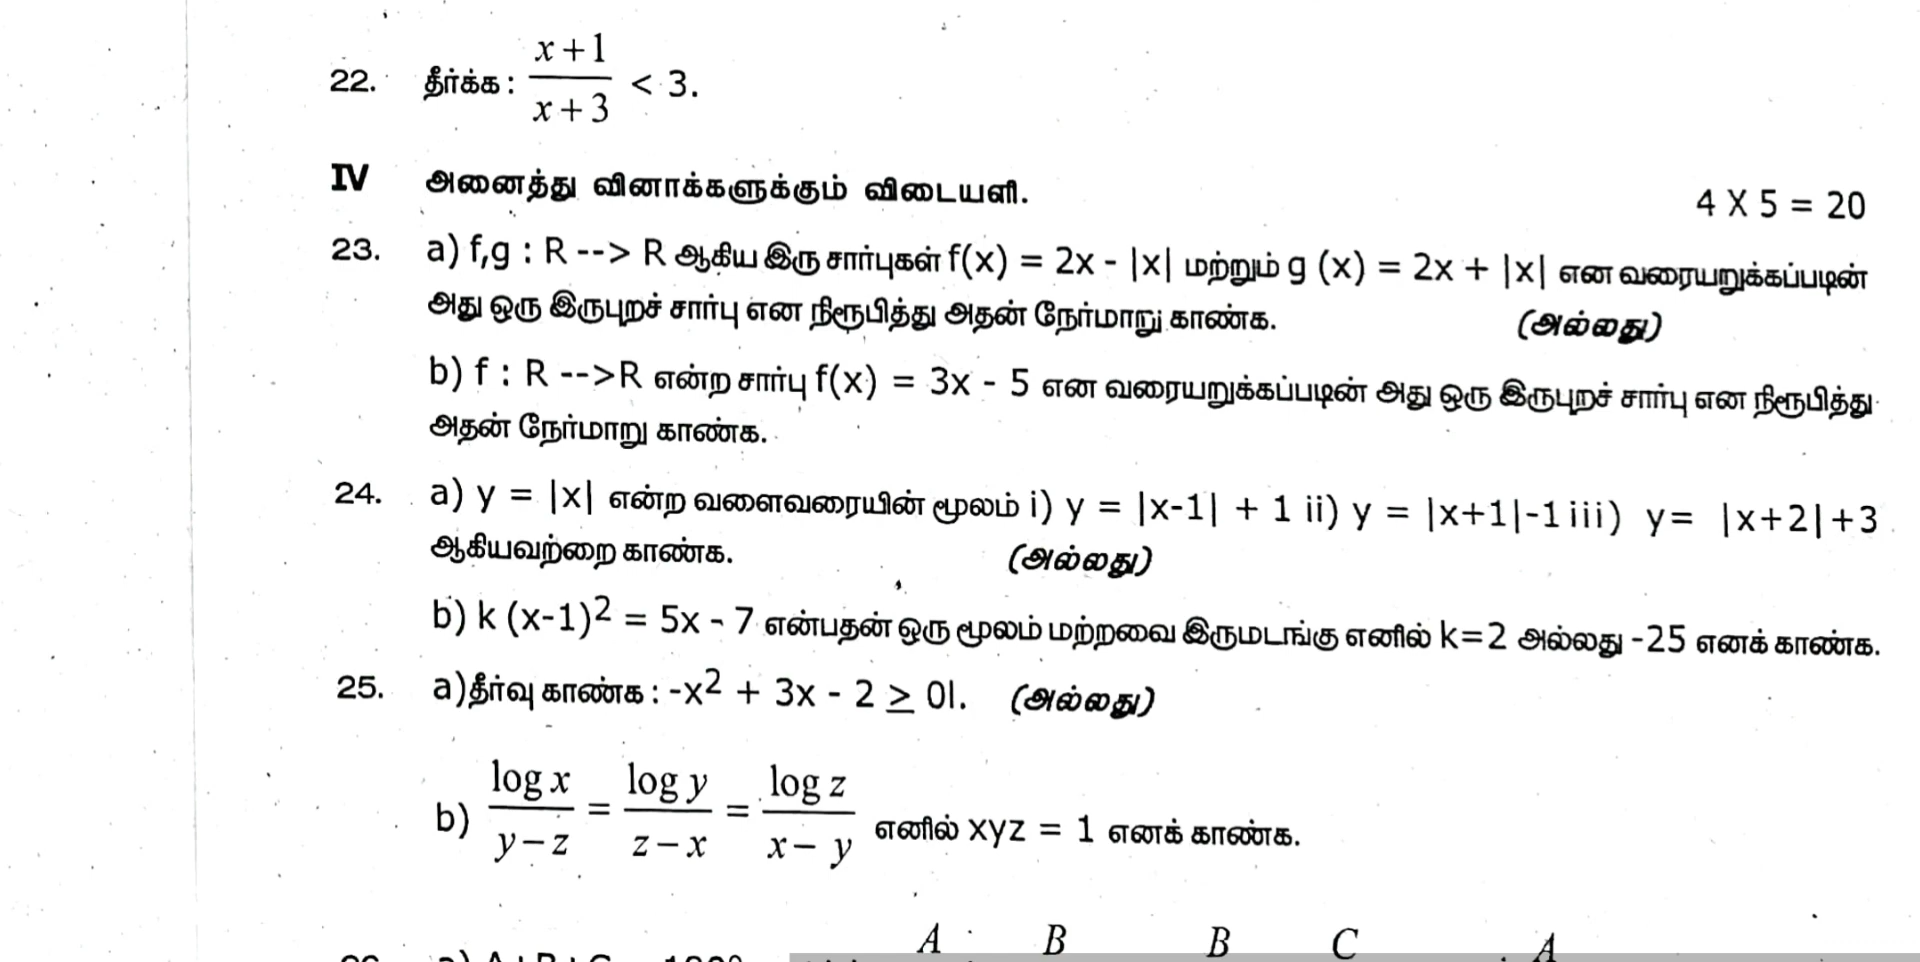 22. தீர்க்க : x+1 / x+3 < 3.
IV அனைத்து வினாக்களுக்கும் விடையளி.
4 X 5 = 20
23. a) f,g : R --> R ஆகிய இரு சார்புகள் f(x) = 2x - |x| மற்றும் g (x) = 2x + |x| என வரையறுக்கப்படின்
அது ஒரு இருபுறச் சார்பு என நிரூபித்து அதன் நேர்மாறு காண்க. (அல்லது)
b) f : R -->R என்ற சார்பு f(x) = 3x - 5 என வரையறுக்கப்படின் அது ஒரு இருபுறச் சார்பு என நிரூபித்து
அதன் நேர்மாறு காண்க.
24. a) y = |x| என்ற வளைவரையின் மூலம் i) y = |x-1| + 1 ii) y = |x+1|-1 iii) y= |x+2|+3
ஆகியவற்றை காண்க. (அல்லது)
b) k (x-1)2 = 5x - 7 என்பதன் ஒரு மூலம் மற்றவை இருமடங்கு எனில் k=2 அல்லது -25 எனக் காண்க.
25. a)தீர்வு காண்க : -x2 + 3x - 2 ≥ 0l. (அல்லது)
b) log x / y-z = log y / z-x = log z / x-y எனில் xyz = 1 எனக் காண்க.
A B B C A